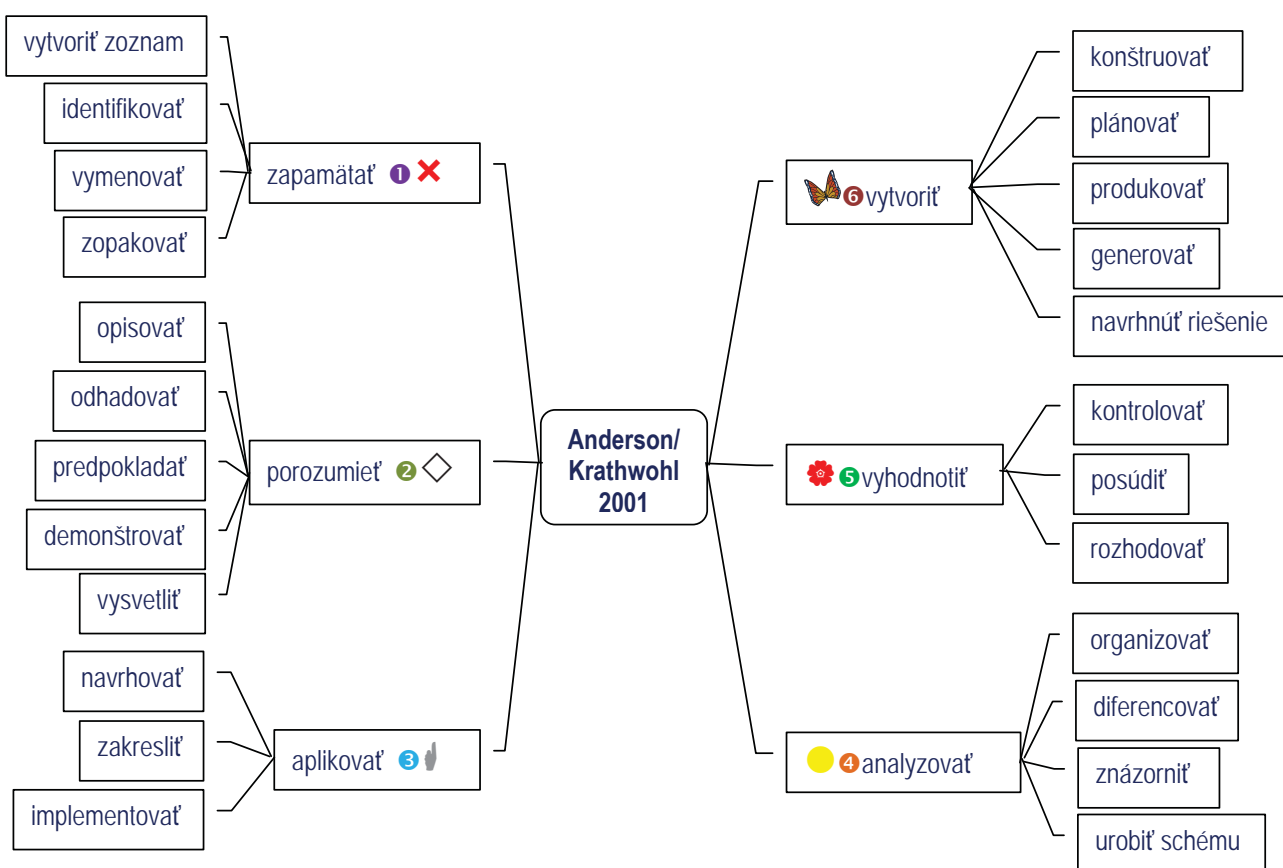 vytvoriť zoznam
identifikovať
vymenovať
zopakovať
zapamätať ❶
opisovať
odhadovať
predpokladať
demonštrovať
vysvetliť
porozumieť ❷
navrhovať
zakresliť
implementovať
aplikovať ❸
Anderson/
Krathwohl
2001
❻vytvoriť
konštruovať
plánovať
produkovať
generovať
navrhnúť riešenie
❺vyhodnotiť
kontrolovať
posúdiť
rozhodovať
❹analyzovať
organizovať
diferencovať
znázorniť
urobiť schému